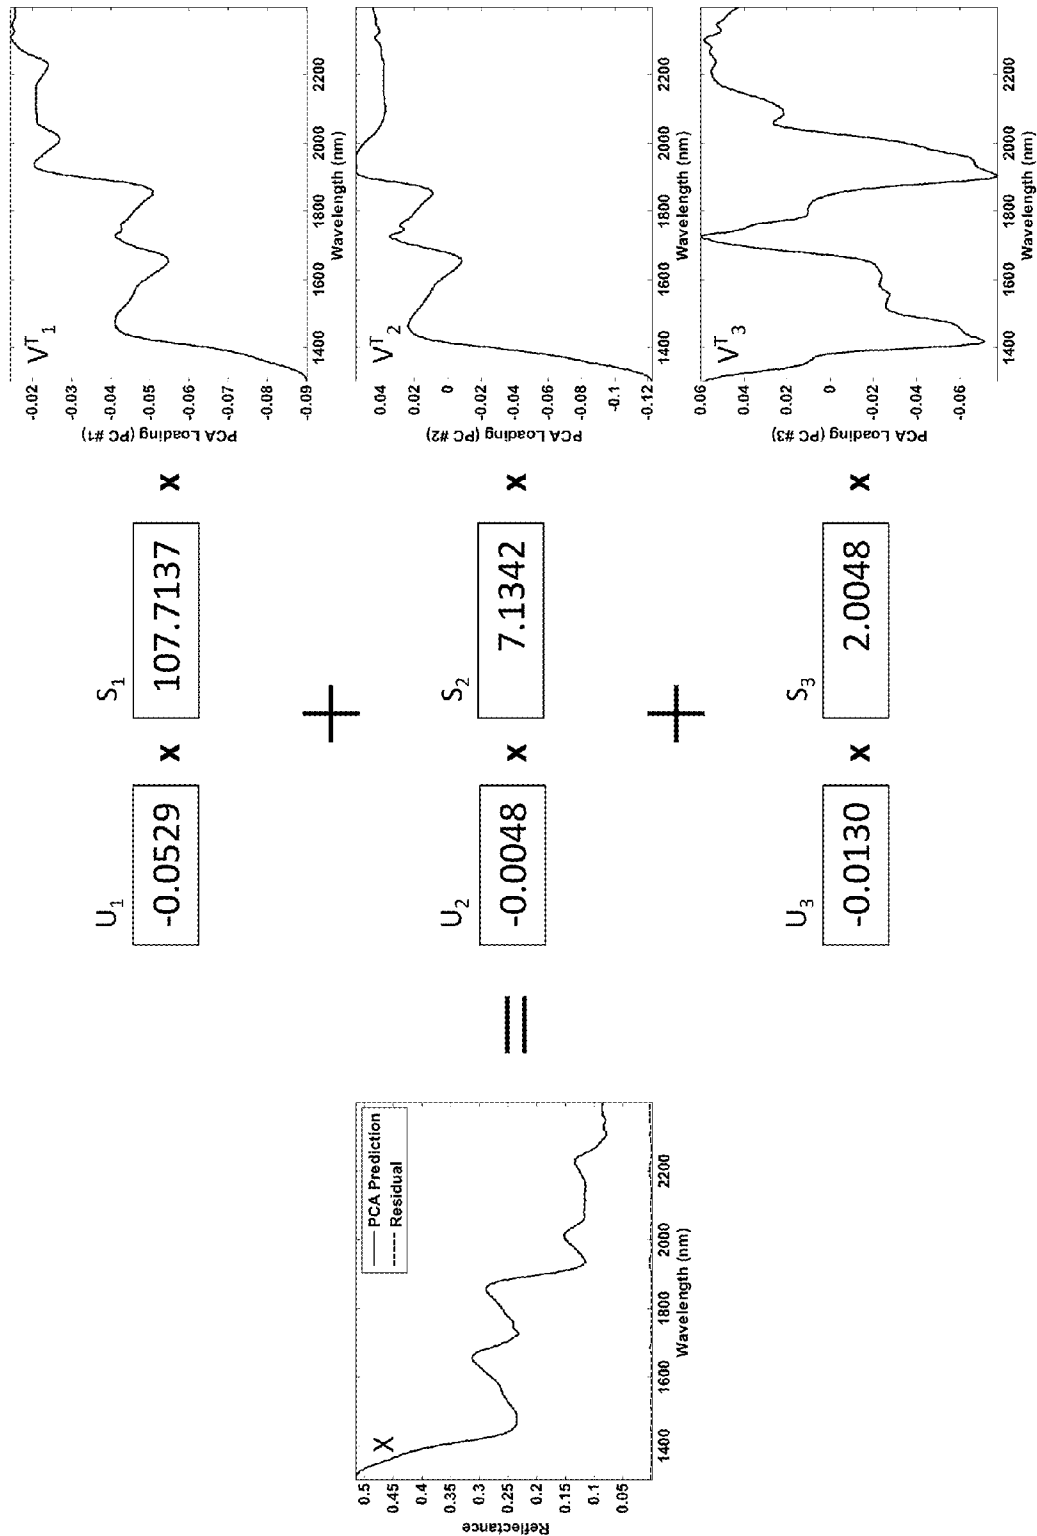 X
PCA Prediction
Residual
0.5
0.45
0.4
0.35
0.3
0.25
0.2
0.15
0.1
0.05
Reflectance
1400
1600
1800
2000
2200
Wavelength (nm)
=
U1
-0.0529
x
S1
107.7137
x
V^T_1
-0.02
-0.03
-0.04
-0.05
-0.06
-0.07
-0.08
-0.09
PCA Loading (PC #1)
1400
1600
1800
2000
2200
Wavelength (nm)
+
U2
-0.0048
x
S2
7.1342
x
V^T_2
0.04
0.02
0
-0.02
-0.04
-0.06
-0.08
-0.1
-0.12
PCA Loading (PC #2)
1400
1600
1800
2000
2200
Wavelength (nm)
+
U3
-0.0130
x
S3
2.0048
x
V^T_3
0.06
0.04
0.02
0
-0.02
-0.04
-0.06
PCA Loading (PC #3)
1400
1600
1800
2000
2200
Wavelength (nm)